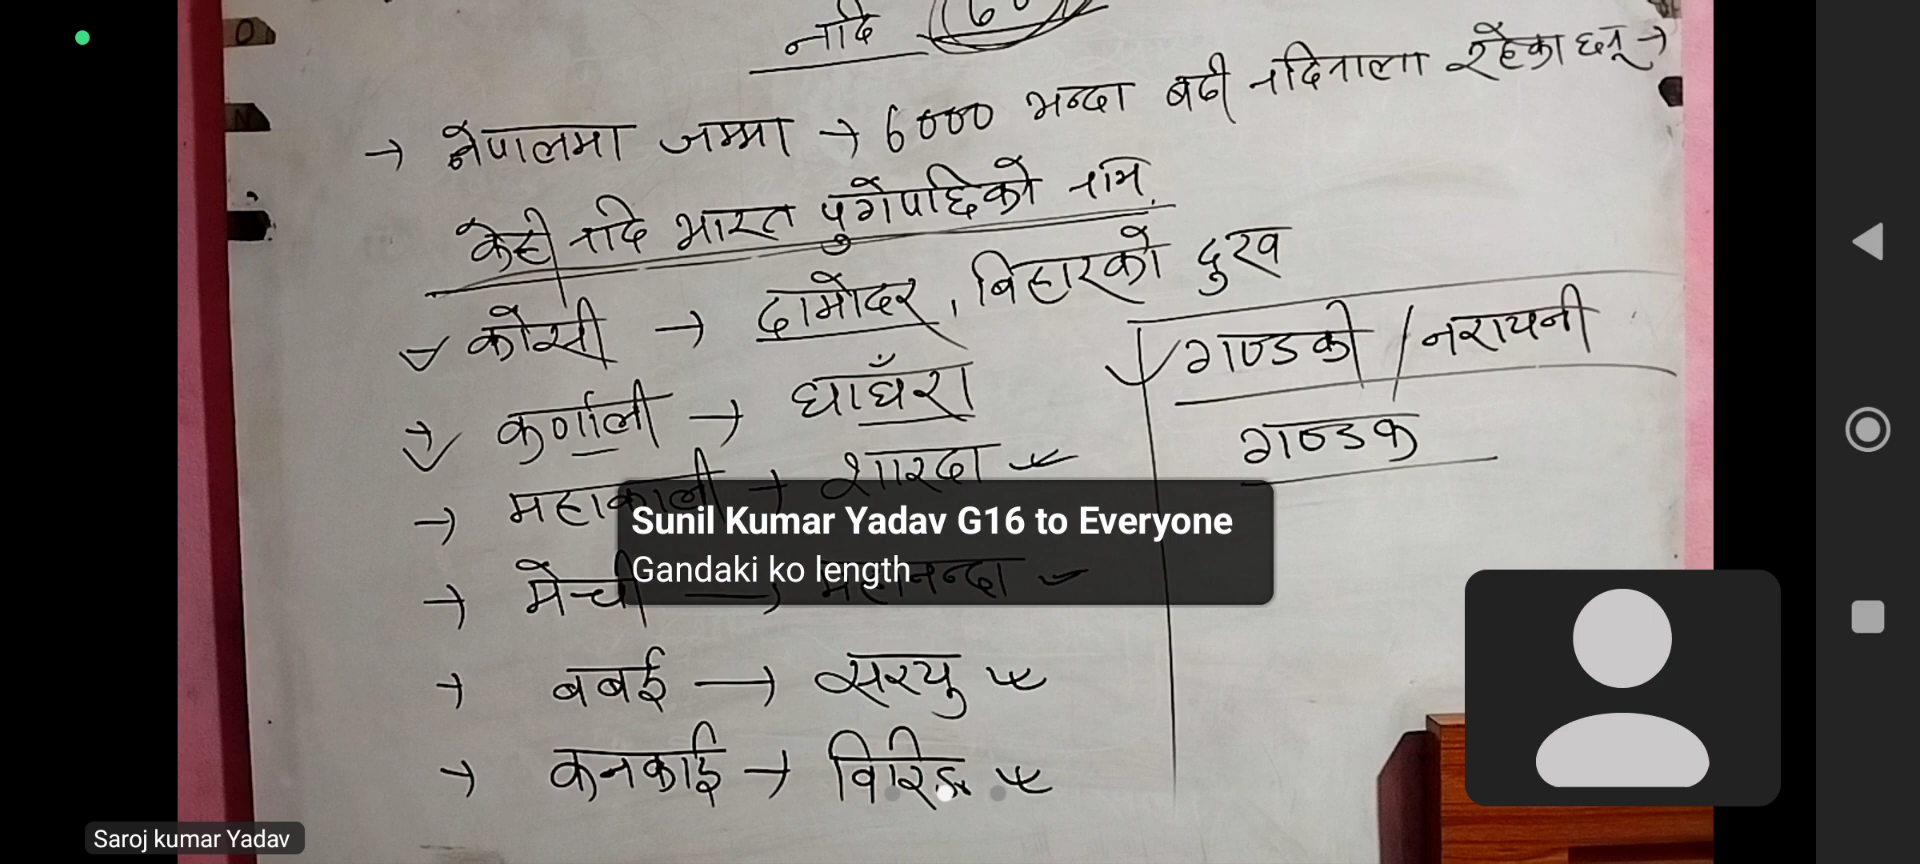 नदि
→ नेपालमा जम्मा → 6000 भन्दा बढी नदिनाला रहेका छन् →
केही नदि भारत पुगेपछिको नाम
कोसी → दामोदर, बिहारको दुख
कर्णाली → घाघँरा
→ महाकाली → शारदा
→ मेची → महानन्दा
→ बबई → सरयु
→ कनकाई →
गण्डकी / नरायनी
गण्डक
Sunil Kumar Yadav G16 to Everyone
Gandaki ko length
Saroj kumar Yadav